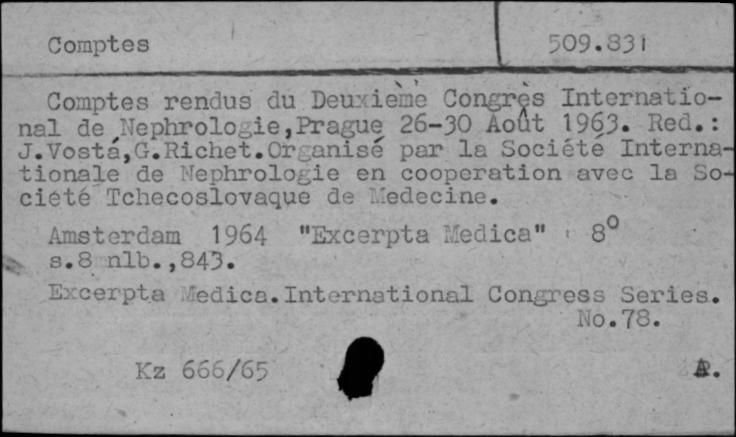 Comptes
509.831
Comptes rendus du Deuxième Congrès Internatio-
nal de Néphrologie,Prague 26-30 Août 1963. Red.:
J.Vostá,G.Richet.Organisé par la Société Interna-
tionale de Nephrologie en cooperation avec la So-
ciété Tchecoslovaque de Medecine.
Amsterdam 1964 "Excerpta Medica" 8°
s.8 nlb.,843.
Excerpta Medica.International Congress Series.
No.78.
Kz 666/65
A.